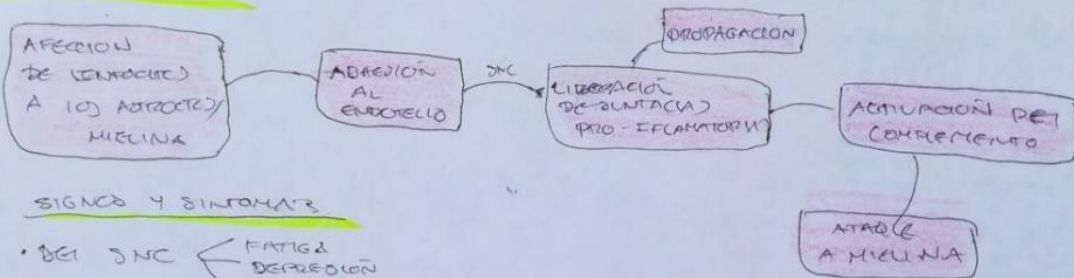 AFECCION
DE LINFOCITOS
A LOS ASTROCITOS/
MIELINA
ADHESIÓN
AL
ENDOTELIO
SNC
LIBERACIÓN
DE SUSTANCIAS
PRO-IFLAMATORIAS
PROPAGACION
ACTIVACIÓN DEL
COMPLEMENTO
ATAQUE
A MIELINA
SIGNOS Y SINTOMAS
• DEL SNC
FATIGA
DEPRESIÓN